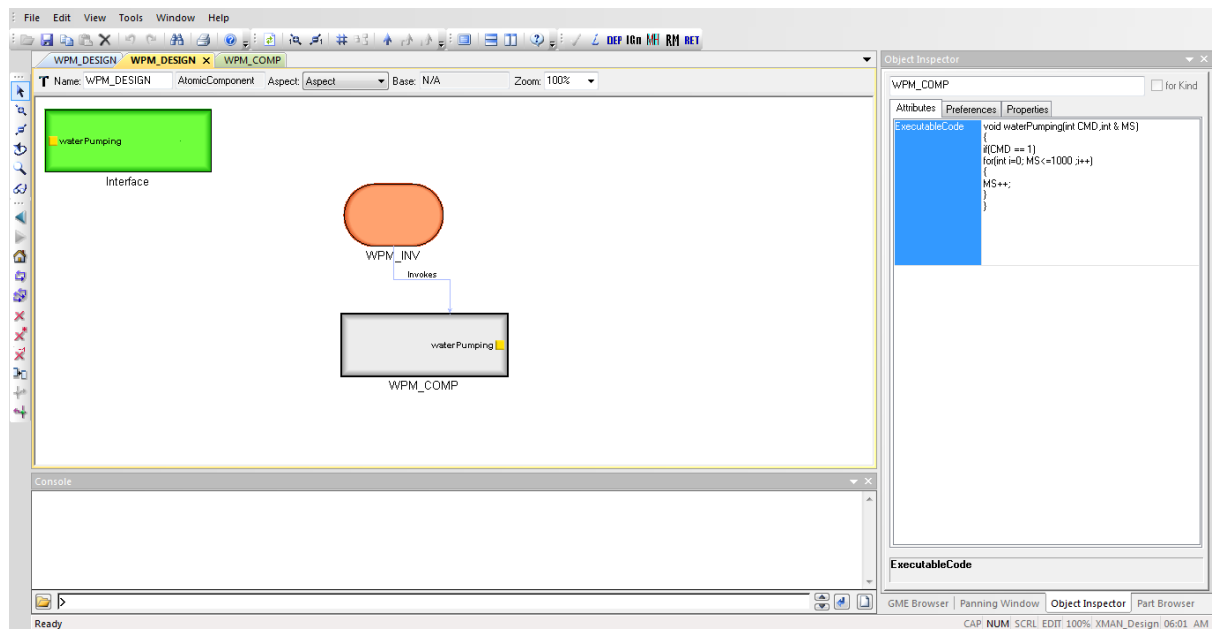 File Edit View Tools Window Help
DEP IGn MH RM RET
WPM_DESIGN WPM_DESIGN × WPM_COMP
T Name: WPM_DESIGN AtomicComponent Aspect: Aspect Base: N/A Zoom: 100%
waterPumping
Interface
WPM_INV
Invokes
waterPumping
WPM_COMP
Console
>
Object Inspector
WPM_COMP for Kind
Attributes Preferences Properties
ExecutableCode void waterPumping(int CMD,int & MS)
{
if(CMD == 1)
for(int i=0; MS<=1000 ;i++)
{
MS++;
}
}
ExecutableCode
GME Browser Panning Window Object Inspector Part Browser
Ready CAP NUM SCRL EDIT 100% XMAN_Design 06:01 AM